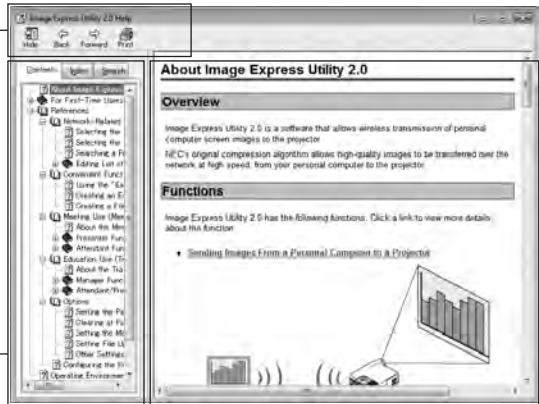 Image Express Utility 2.0 Help
Hide Back Forward Print
Contents Index Search
About Image Express
For First-Time Users
References
Network-Related
Selecting the
Selecting the
Searching a
Editing List of
Convenient Funct
Using the "Ea
Creating an E
Creating a
Meeting Use (Mem
About the Mee
Presenter Func
Attendant Fun
Education Use (Tr
About the Tra
Manager Func
Attendant/Pre
Options
Setting the Pa
Clearing of Pa
Setting the
Setting File
Other Settings
Configuring the
Operating Environmen
About Image Express Utility 2.0
Overview
Image Express Utility 2.0 is a software that allows wireless transmission of personal
computer screen images to the projector
NEC's original compression algorithm allows high-quality images to be transferred over the
network at high speed, from your personal computer to the projector.
Functions
Image Express Utility 2.0 has the following functions. Click a link to view more details
about the function
• Sending Images From a Personal Computer to a Projector